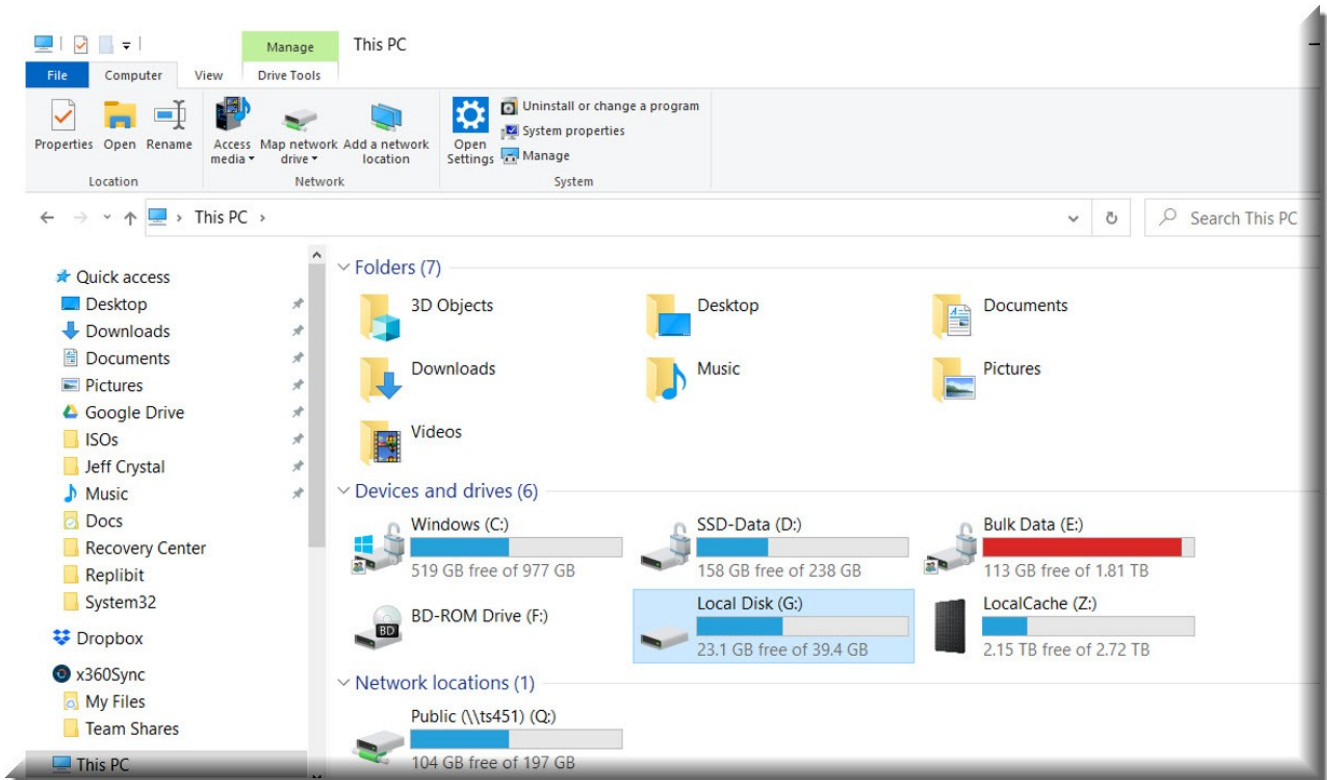 Manage
This PC
File
Computer
View
Drive Tools
Properties
Open
Rename
Access media
Map network drive
Add a network location
Open Settings
Uninstall or change a program
System properties
Manage
Location
Network
System
This PC
Search This PC
Quick access
Desktop
Downloads
Documents
Pictures
Google Drive
ISOs
Jeff Crystal
Music
Docs
Recovery Center
Replibit
System32
Dropbox
x360Sync
My Files
Team Shares
This PC
Folders (7)
3D Objects
Desktop
Documents
Downloads
Music
Pictures
Videos
Devices and drives (6)
Windows (C:)
519 GB free of 977 GB
SSD-Data (D:)
158 GB free of 238 GB
Bulk Data (E:)
113 GB free of 1.81 TB
BD-ROM Drive (F:)
BD
Local Disk (G:)
23.1 GB free of 39.4 GB
LocalCache (Z:)
2.15 TB free of 2.72 TB
Network locations (1)
Public (\\ts451) (Q:)
104 GB free of 197 GB